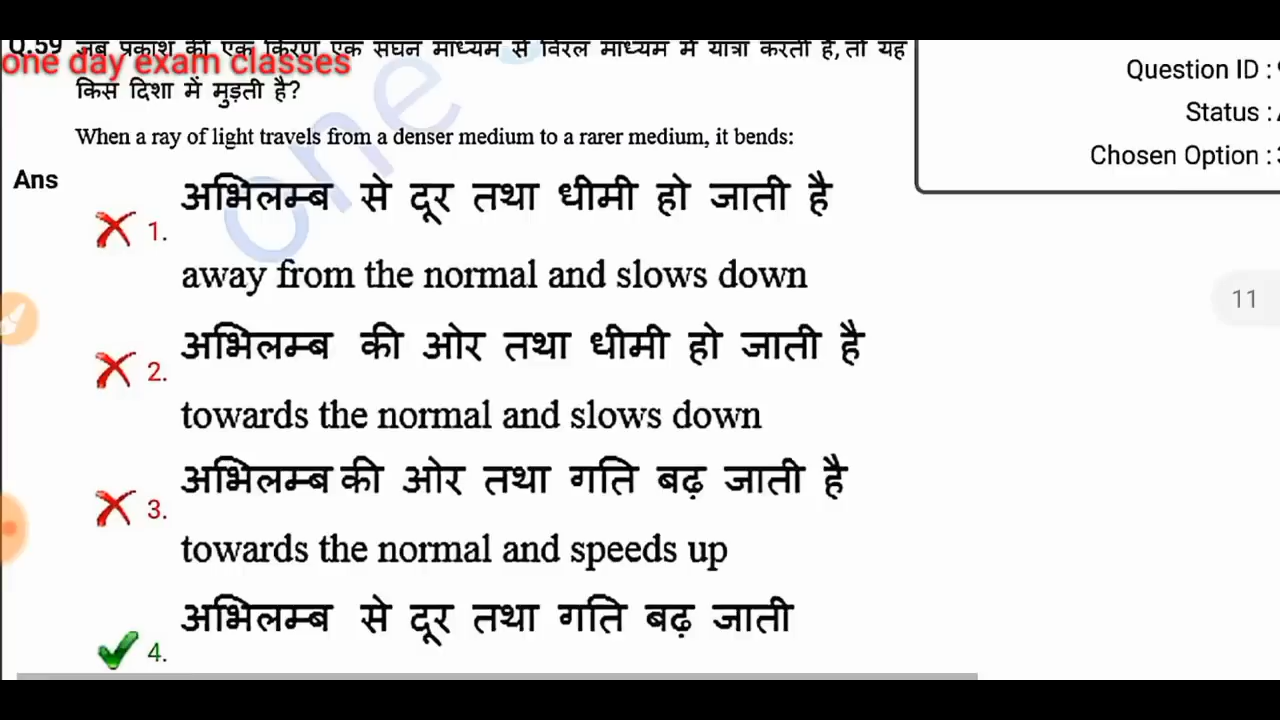 Q.59 जब प्रकाश की एक किरण एक सघन माध्यम से विरल माध्यम में यात्रा करती है, तो यह
one day exam classes
किस दिशा में मुड़ती है?
When a ray of light travels from a denser medium to a rarer medium, it bends:
Ans
अभिलम्ब से दूर तथा धीमी हो जाती है
1.
away from the normal and slows down
अभिलम्ब की ओर तथा धीमी हो जाती है
2.
towards the normal and slows down
अभिलम्ब की ओर तथा गति बढ़ जाती है
3.
towards the normal and speeds up
अभिलम्ब से दूर तथा गति बढ़ जाती
4.
Question ID :
Status :
Chosen Option :
11
one